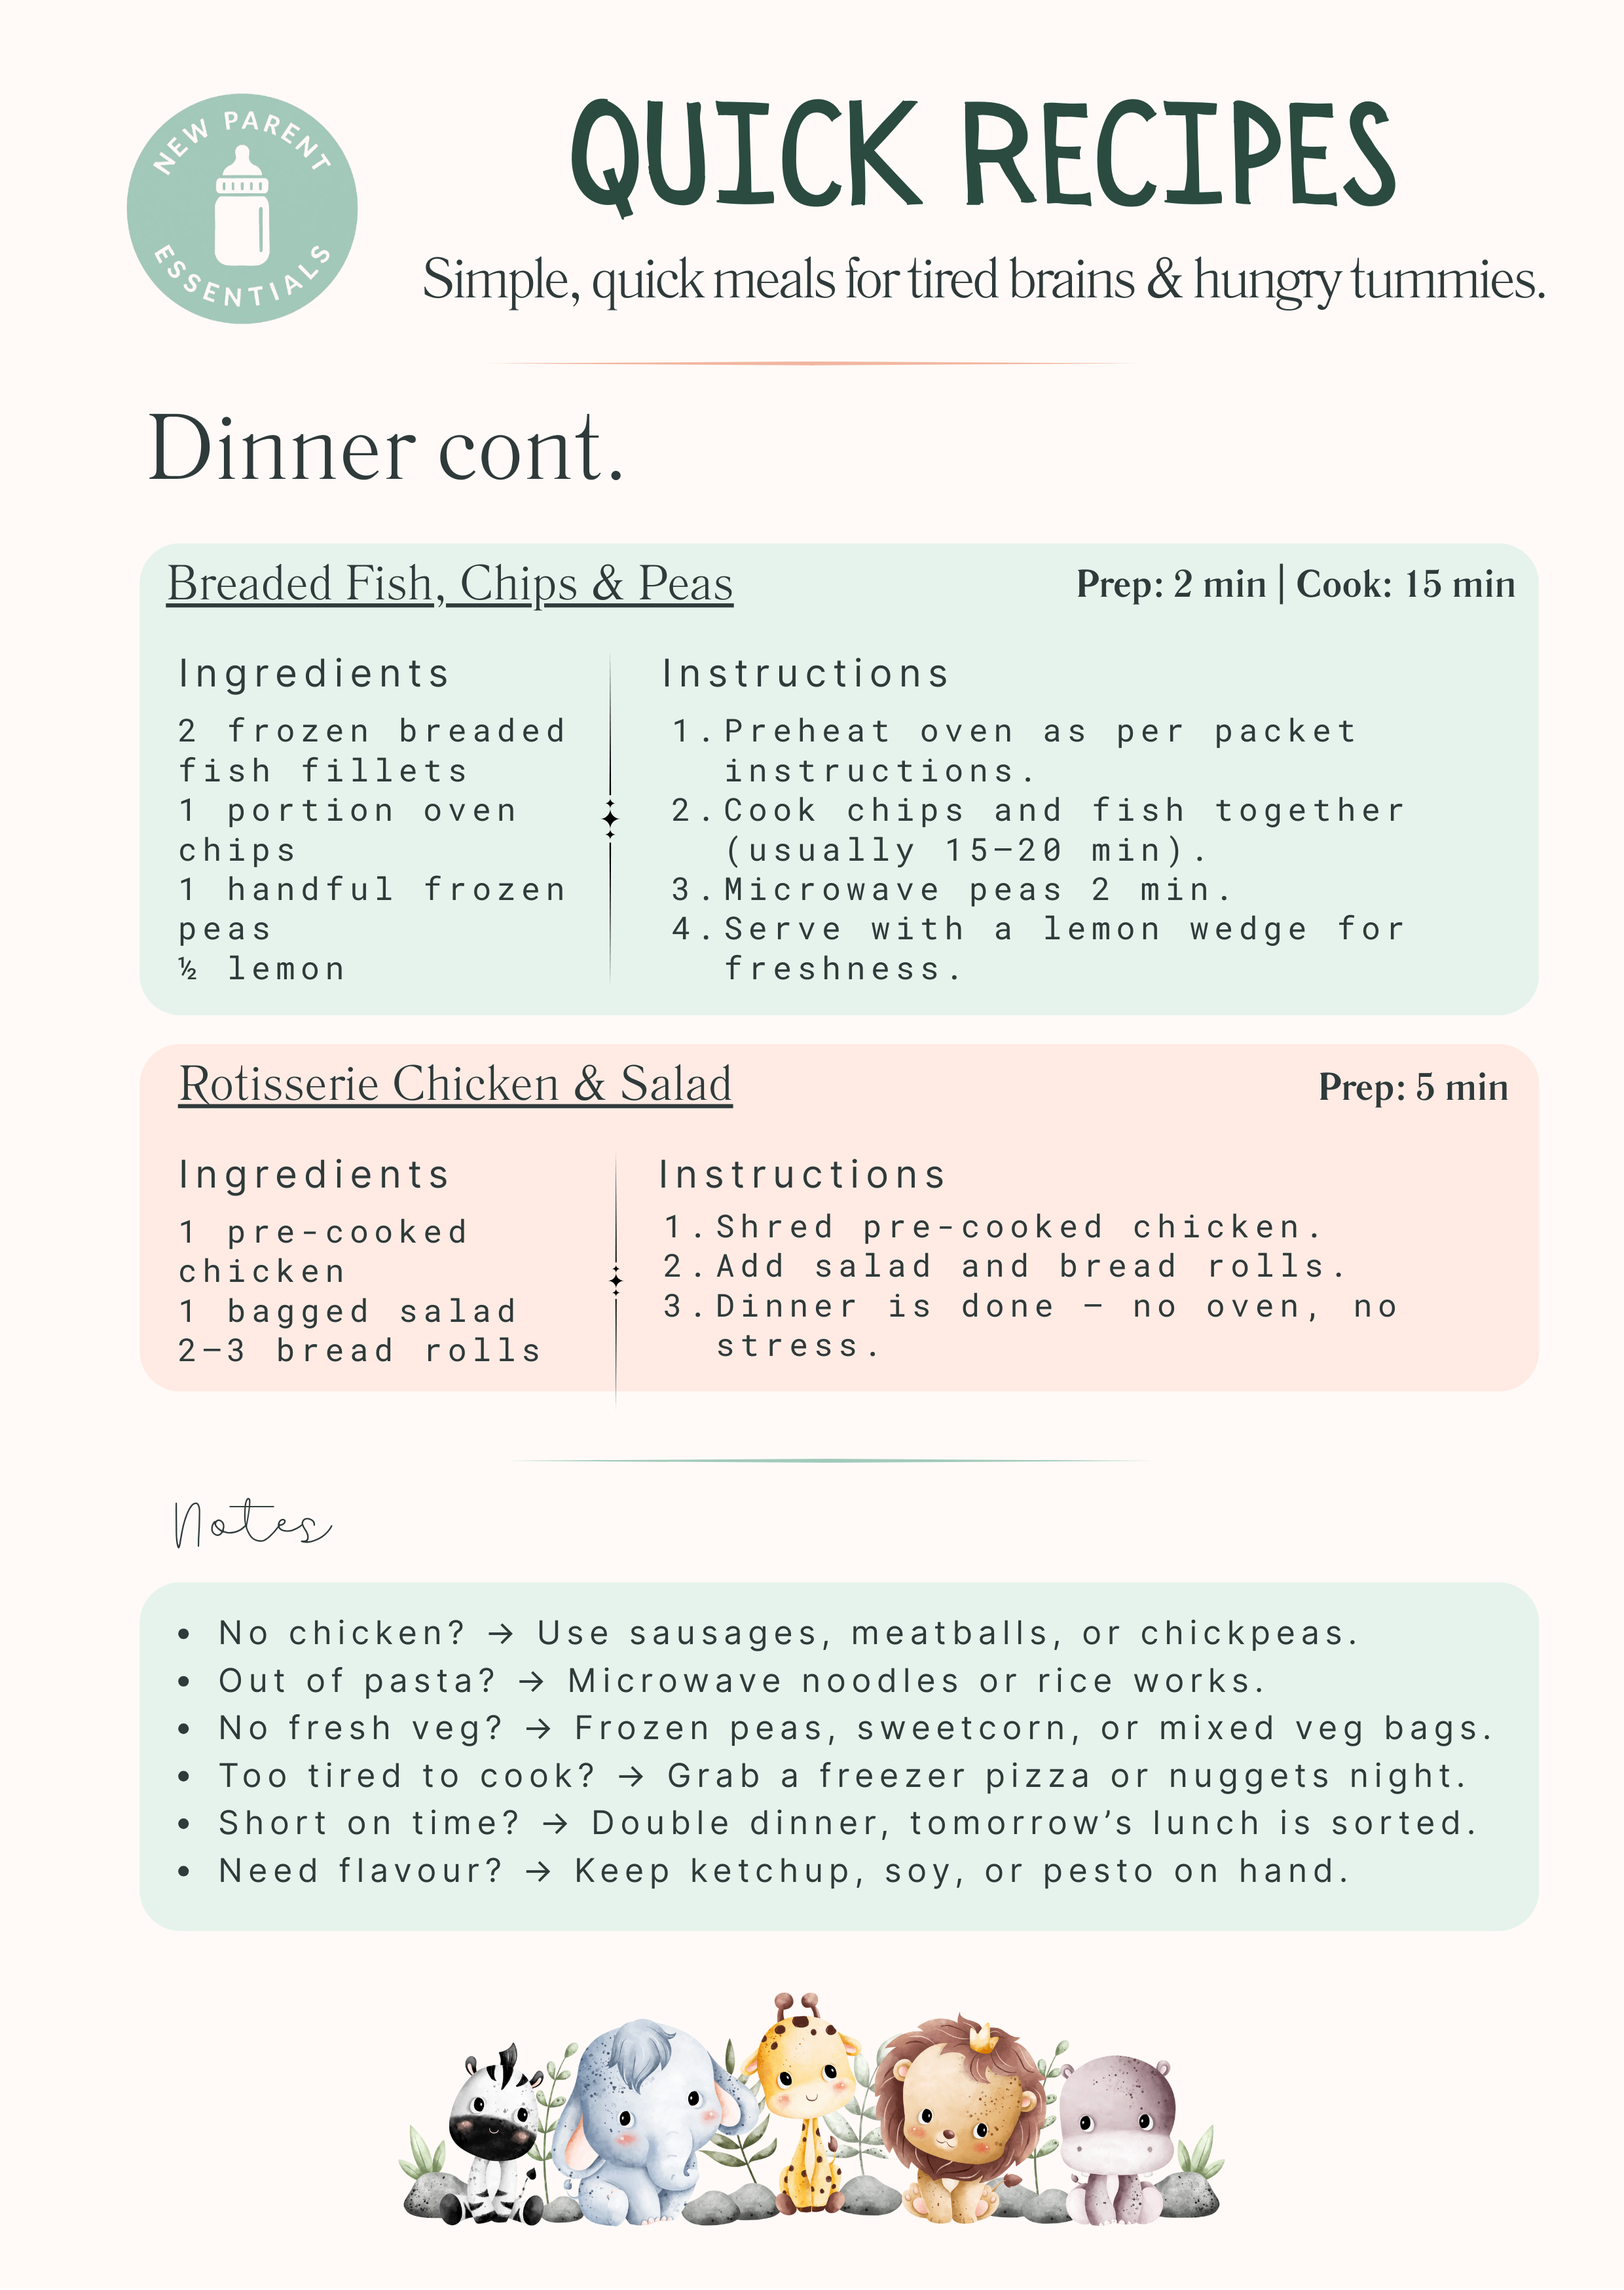 NEW PARENT
ESSENTIALS
QUICK RECIPES
Simple, quick meals for tired brains & hungry tummies.
Dinner cont.
Breaded Fish, Chips & Peas
Prep: 2 min | Cook: 15 min
Ingredients
2 frozen breaded
fish fillets
1 portion oven
chips
1 handful frozen
peas
½ lemon
Instructions
1. Preheat oven as per packet
instructions.
2. Cook chips and fish together
(usually 15–20 min).
3. Microwave peas 2 min.
4. Serve with a lemon wedge for
freshness.
Rotisserie Chicken & Salad
Prep: 5 min
Ingredients
1 pre-cooked
chicken
1 bagged salad
2–3 bread rolls
Instructions
1. Shred pre-cooked chicken.
2. Add salad and bread rolls.
3. Dinner is done – no oven, no
stress.
Notes
• No chicken? → Use sausages, meatballs, or chickpeas.
• Out of pasta? → Microwave noodles or rice works.
• No fresh veg? → Frozen peas, sweetcorn, or mixed veg bags.
• Too tired to cook? → Grab a freezer pizza or nuggets night.
• Short on time? → Double dinner, tomorrow’s lunch is sorted.
• Need flavour? → Keep ketchup, soy, or pesto on hand.